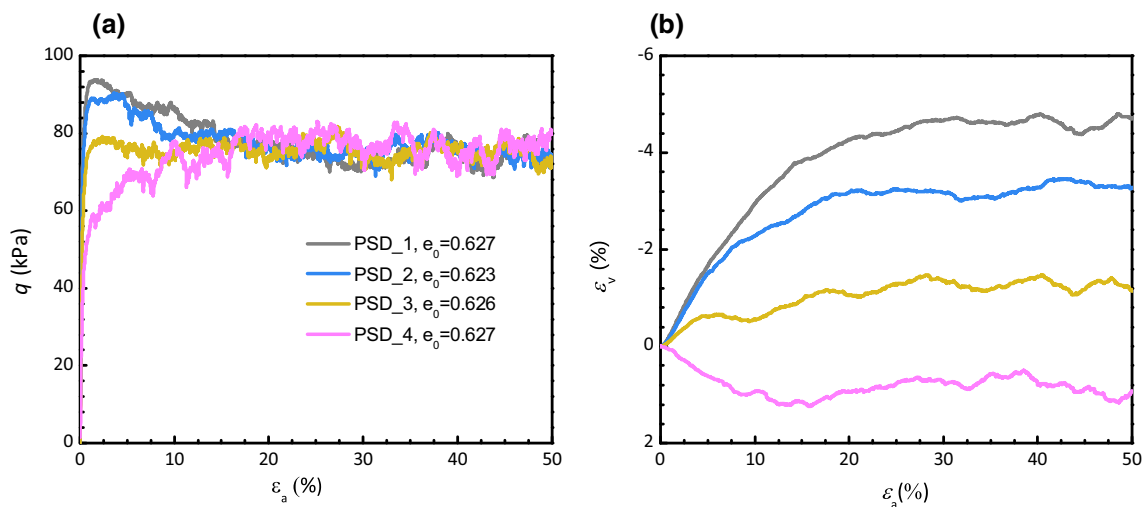 (a)
100
80
60
40
20
0
q (kPa)
PSD_1, e₀=0.627
PSD_2, e₀=0.623
PSD_3, e₀=0.626
PSD_4, e₀=0.627
0 10 20 30 40 50
εₐ (%)
(b)
-6
-4
-2
0
2
εᵥ (%)
0 10 20 30 40 50
εₐ(%)